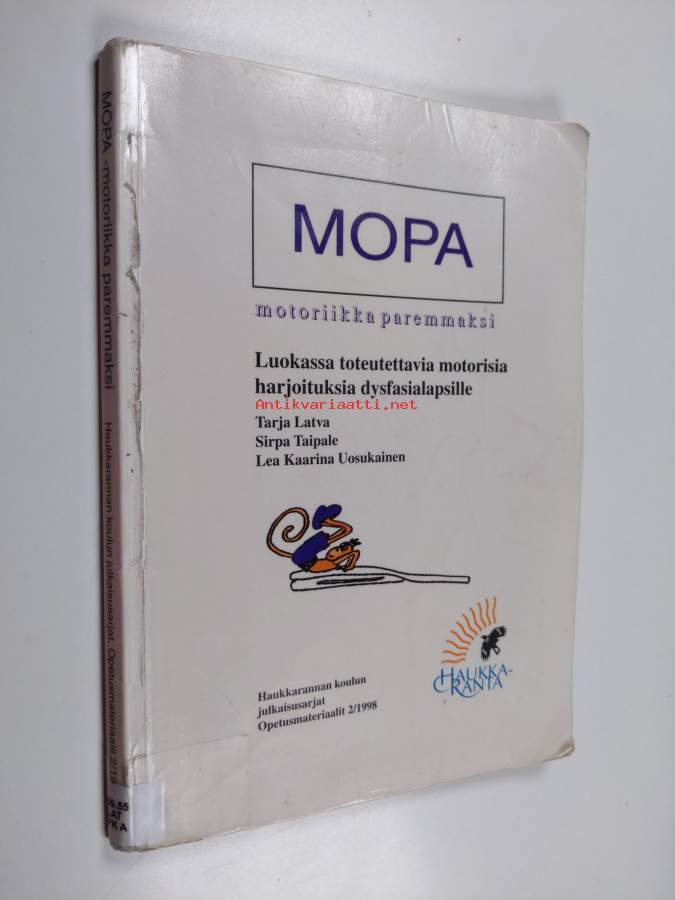 MOPA
motoriikka paremmaksi
Luokassa toteutettavia motorisia
harjoituksia dysfasialapsille
Antikvariaatti.net
Tarja Latva
Sirpa Taipale
Lea Kaarina Uosukainen
HAUKKA-
RANTA
Haukkarannan koulun
julkaisusarjat
Opetusmateriaalit 2/1998
MOPA -motoriikka paremmaksi
Haukkarannan koulun julkaisusarjat. Opetusmateriaalit 2/19